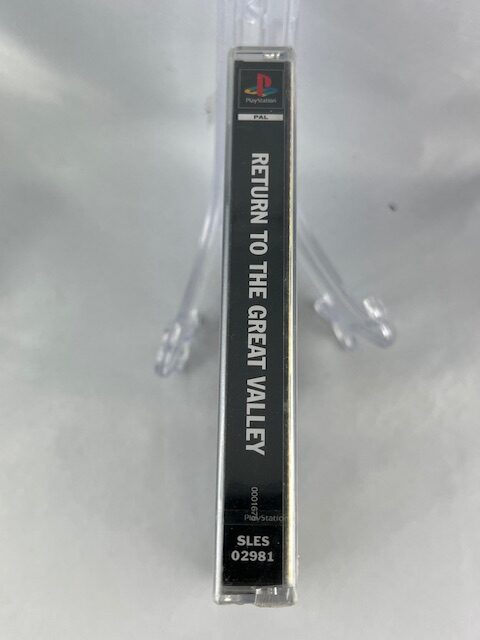 PlayStation
PAL
RETURN TO THE GREAT VALLEY
PlayStation
SLES
02981